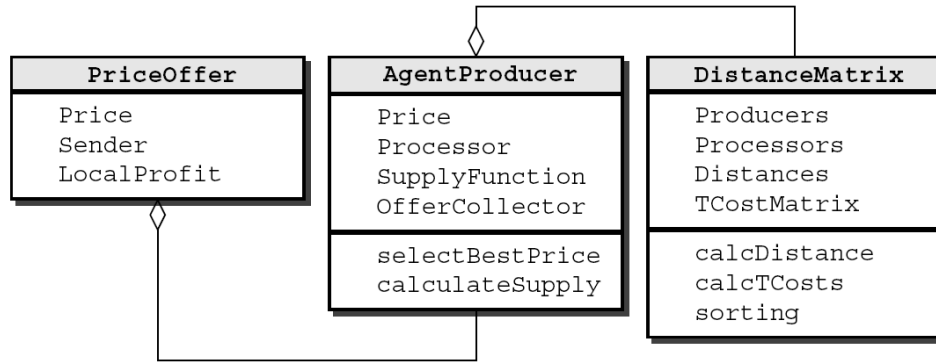 PriceOffer
Price
Sender
LocalProfit
AgentProducer
Price
Processor
SupplyFunction
OfferCollector
selectBestPrice
calculateSupply
DistanceMatrix
Producers
Processors
Distances
TCostMatrix
calcDistance
calcTCosts
sorting